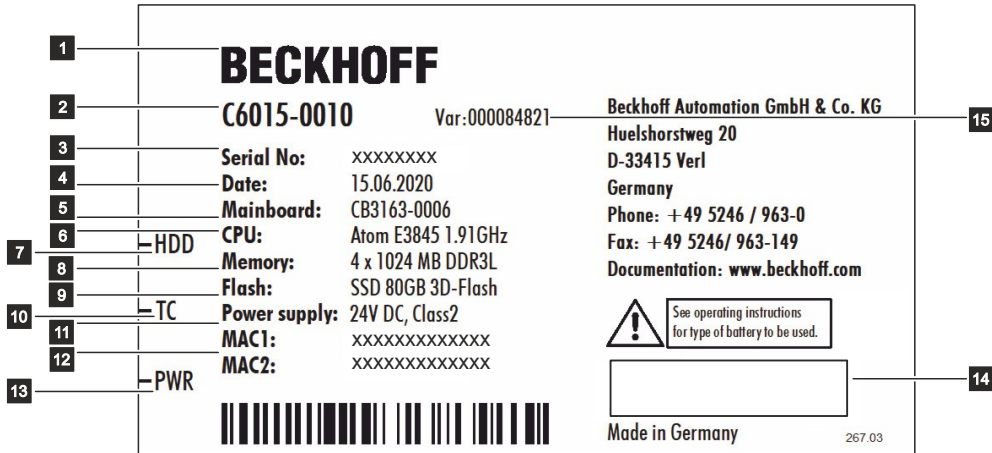 1
BECKHOFF
2
C6015-0010 Var:000084821
15
3
Serial No: XXXXXXXX
4
Date: 15.06.2020
5
Mainboard: CB3163-0006
6
CPU: Atom E3845 1.91GHz
7
HDD
8
Memory: 4 x 1024 MB DDR3L
9
Flash: SSD 80GB 3D-Flash
10
TC
11
Power supply: 24V DC, Class2
12
MAC1: XXXXXXXXXXXXX
MAC2: XXXXXXXXXXXXX
13
PWR
Beckhoff Automation GmbH & Co. KG
Huelshorstweg 20
D-33415 Verl
Germany
Phone: +49 5246 / 963-0
Fax: +49 5246/ 963-149
Documentation: www.beckhoff.com
See operating instructions
for type of battery to be used.
14
Made in Germany
267.03